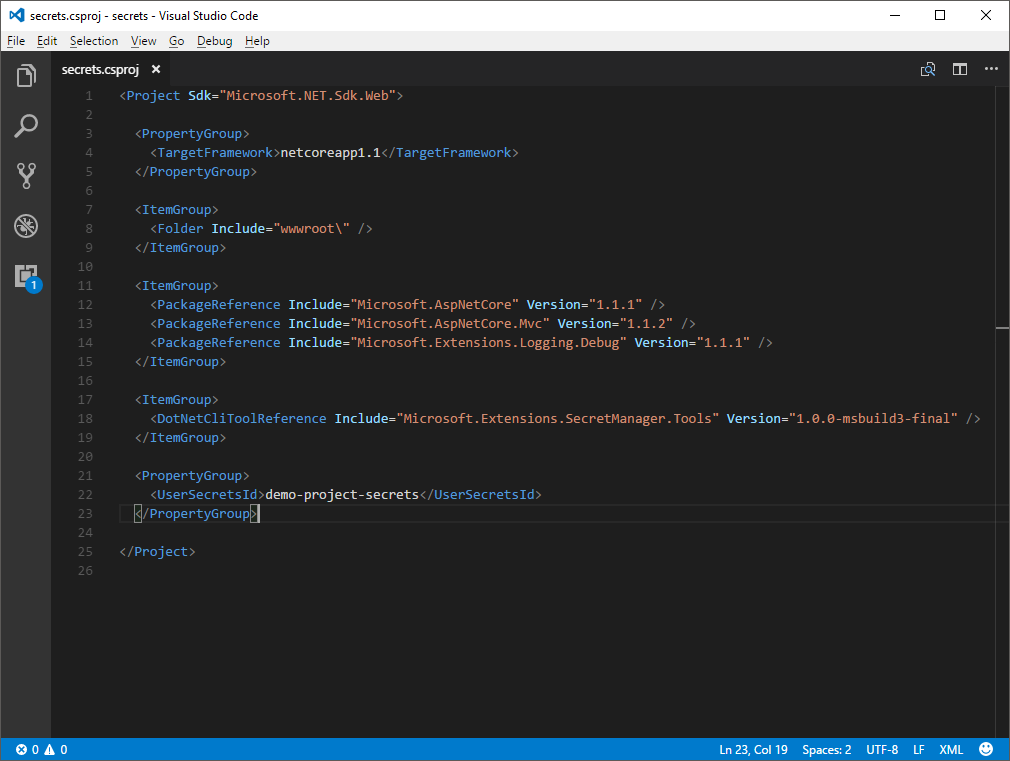 secrets.csproj - secrets - Visual Studio Code
File Edit Selection View Go Debug Help
secrets.csproj
1 <Project Sdk="Microsoft.NET.Sdk.Web">
2
3   <PropertyGroup>
4     <TargetFramework>netcoreapp1.1</TargetFramework>
5   </PropertyGroup>
6
7   <ItemGroup>
8     <Folder Include="wwwroot\" />
9   </ItemGroup>
10
11   <ItemGroup>
12     <PackageReference Include="Microsoft.AspNetCore" Version="1.1.1" />
13     <PackageReference Include="Microsoft.AspNetCore.Mvc" Version="1.1.2" />
14     <PackageReference Include="Microsoft.Extensions.Logging.Debug" Version="1.1.1" />
15   </ItemGroup>
16
17   <ItemGroup>
18     <DotNetCliToolReference Include="Microsoft.Extensions.SecretManager.Tools" Version="1.0.0-msbuild3-final" />
19   </ItemGroup>
20
21   <PropertyGroup>
22     <UserSecretsId>demo-project-secrets</UserSecretsId>
23   </PropertyGroup>
24
25 </Project>
26
1
0 0 Ln 23, Col 19 Spaces: 2 UTF-8 LF XML